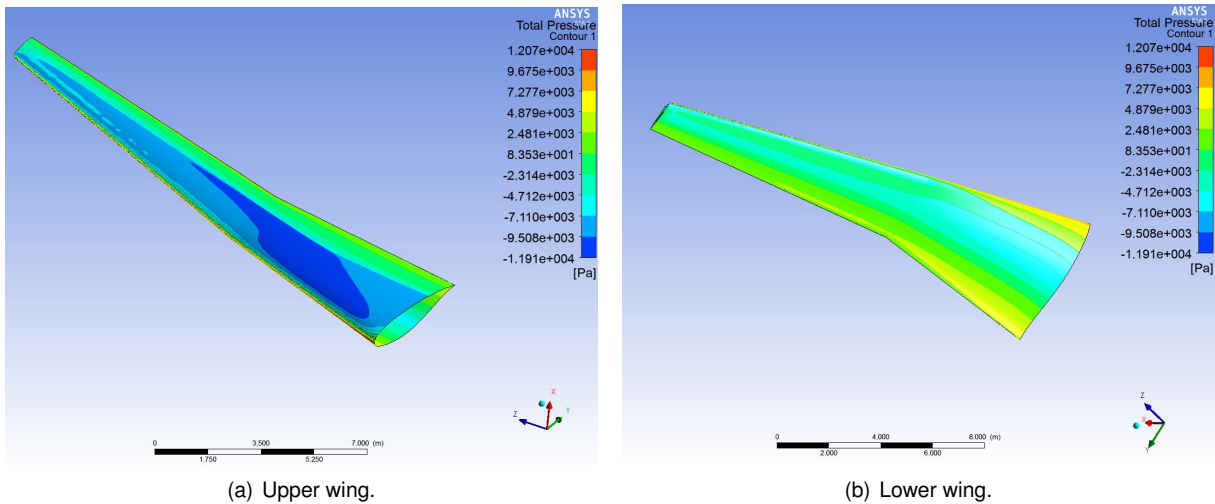 ANSYS
Total Pressure
Contour 1
1.207e+004
9.675e+003
7.277e+003
4.879e+003
2.481e+003
8.353e+001
-2.314e+003
-4.712e+003
-7.110e+003
-9.508e+003
-1.191e+004
[Pa]
X
Y
Z
0
3.500
7.000 (m)
1.750
5.250
(a) Upper wing.
ANSYS
Total Pressure
Contour 1
1.207e+004
9.675e+003
7.277e+003
4.879e+003
2.481e+003
8.353e+001
-2.314e+003
-4.712e+003
-7.110e+003
-9.508e+003
-1.191e+004
[Pa]
Z
X
Y
0
4.000
8.000 (m)
2.000
6.000
(b) Lower wing.